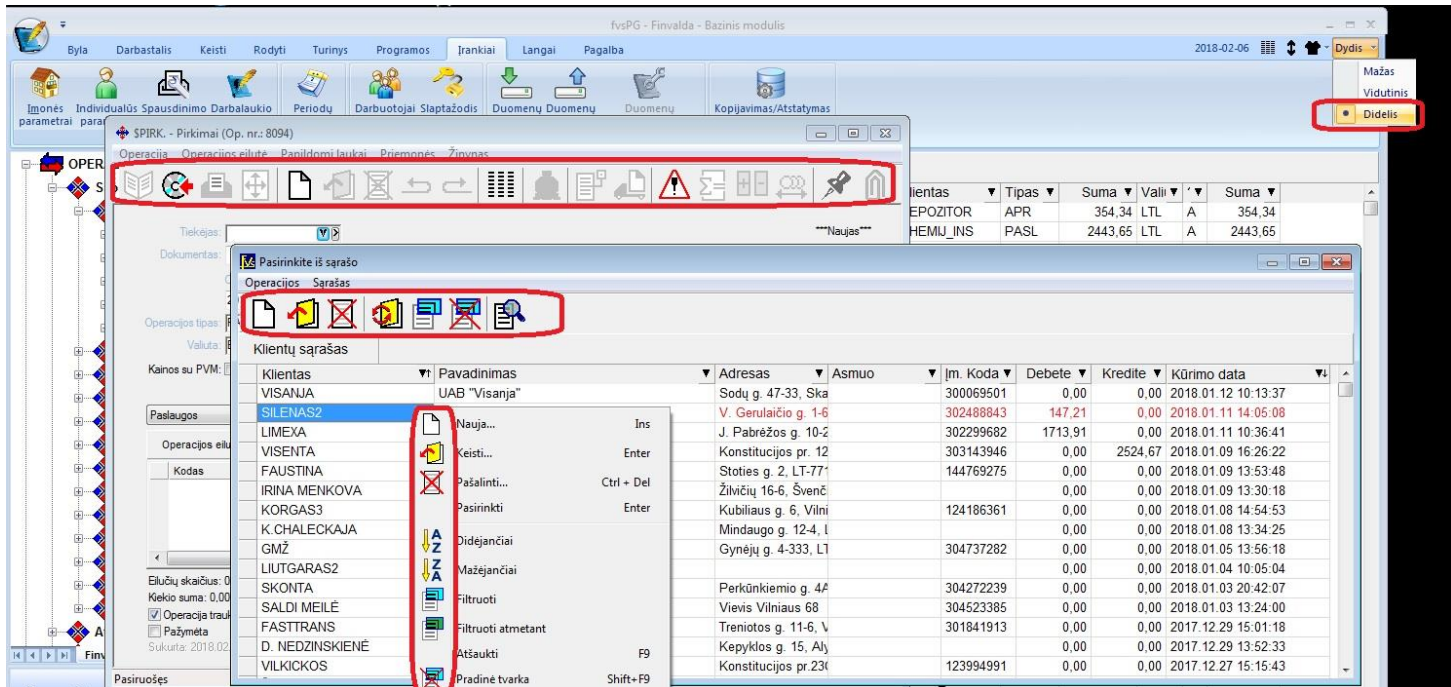 fvsPG - Finvalda - Bazinis modulis
Byla Darbastalis Keisti Rodyti Turinys Programos Įrankiai Langai Pagalba 2018-02-06 Dydis
Mažas
Vidutinis
Didelis
Įmonės Individualūs Spausdinimo Darbalaukio Periodų Darbuotojai Slaptažodis Duomenų Duomenų Duomenų Kopijavimas/Atstatymas
parametrai
ŠPIRK. - Pirkimai (Op. nr.: 8094)
Operacija Operacijos eilutė Papildomi laukai Priemonės Žinynas
OPER
Tipas Suma Suma
APR 354,34 LTL A 354,34
HEMIJ_INS PASL 2443,65 LTL A 2443,65
Tiekėjas: ***Naujas***
Dokumentas:
Operacijos tipas:
Valiuta:
Kainos su PVM:
Paslaugos
Kodas
Eilučių skaičius: 0
Kiekio suma: 0,00
Pažymėta
Pasiruošęs
Pasirinkite iš sąrašo
Operacijos Sąrašas
Klientų sąrašas
Klientas Pavadinimas Adresas Asmuo Įm. Koda Debete Kredite Kūrimo data
VISANJA UAB "Visanja" Sodų g. 47-33, Ska 300069501 0,00 0,00 2018.01.12 10:13:37
SILENAS2 V. Gerulaičio g. 1-6 302488843 147,21 0,00 2018.01.11 14:05:08
LIMEXA J. Pabrėžos g. 10-2 302299682 1713,91 0,00 2018.01.11 10:36:41
VISENTA Konstitucijos pr. 12 303143946 0,00 2524,67 2018.01.09 16:26:22
FAUSTINA Stoties g. 2, LT-771 144769275 0,00 0,00 2018.01.09 13:53:48
IRINA MENKOVA Žilvičių 16-6, Švenč 0,00 0,00 2018.01.09 13:30:18
KORGAS3 Kubiliaus g. 6, Vilni 124186361 0,00 0,00 2018.01.08 14:54:53
K.CHALECKAJA Mindaugo g. 12-4, 0,00 0,00 2018.01.08 13:34:25
GMŽ Gynėjų g. 4-333, LT 304737282 0,00 0,00 2018.01.05 13:56:18
LIUTGARAS2 0,00 0,00 2018.01.04 10:05:04
SKONTA Perkūnkiemio g. 4A 304272239 0,00 0,00 2018.01.03 20:42:07
SALDI MEILĖ Vievis Vilniaus 68 304523385 0,00 0,00 2018.01.03 13:24:00
FASTTRANS Treniotos g. 11-6, V 301841913 0,00 0,00 2017.12.29 15:01:18
D. NEDZINSKIENĖ Kepyklos g. 15, Aly 0,00 0,00 2017.12.29 13:52:33
VILKICKOS Konstitucijos pr.23 123994991 0,00 0,00 2017.12.27 15:15:43
Nauja... Ins
Keisti... Enter
Pašalinti... Ctrl + Del
Pasirinkti Enter
Didėjančiai
Mažėjančiai
Filtruoti
Filtruoti atmetant
Atšaukti F9
Pradinė tvarka Shift+F9